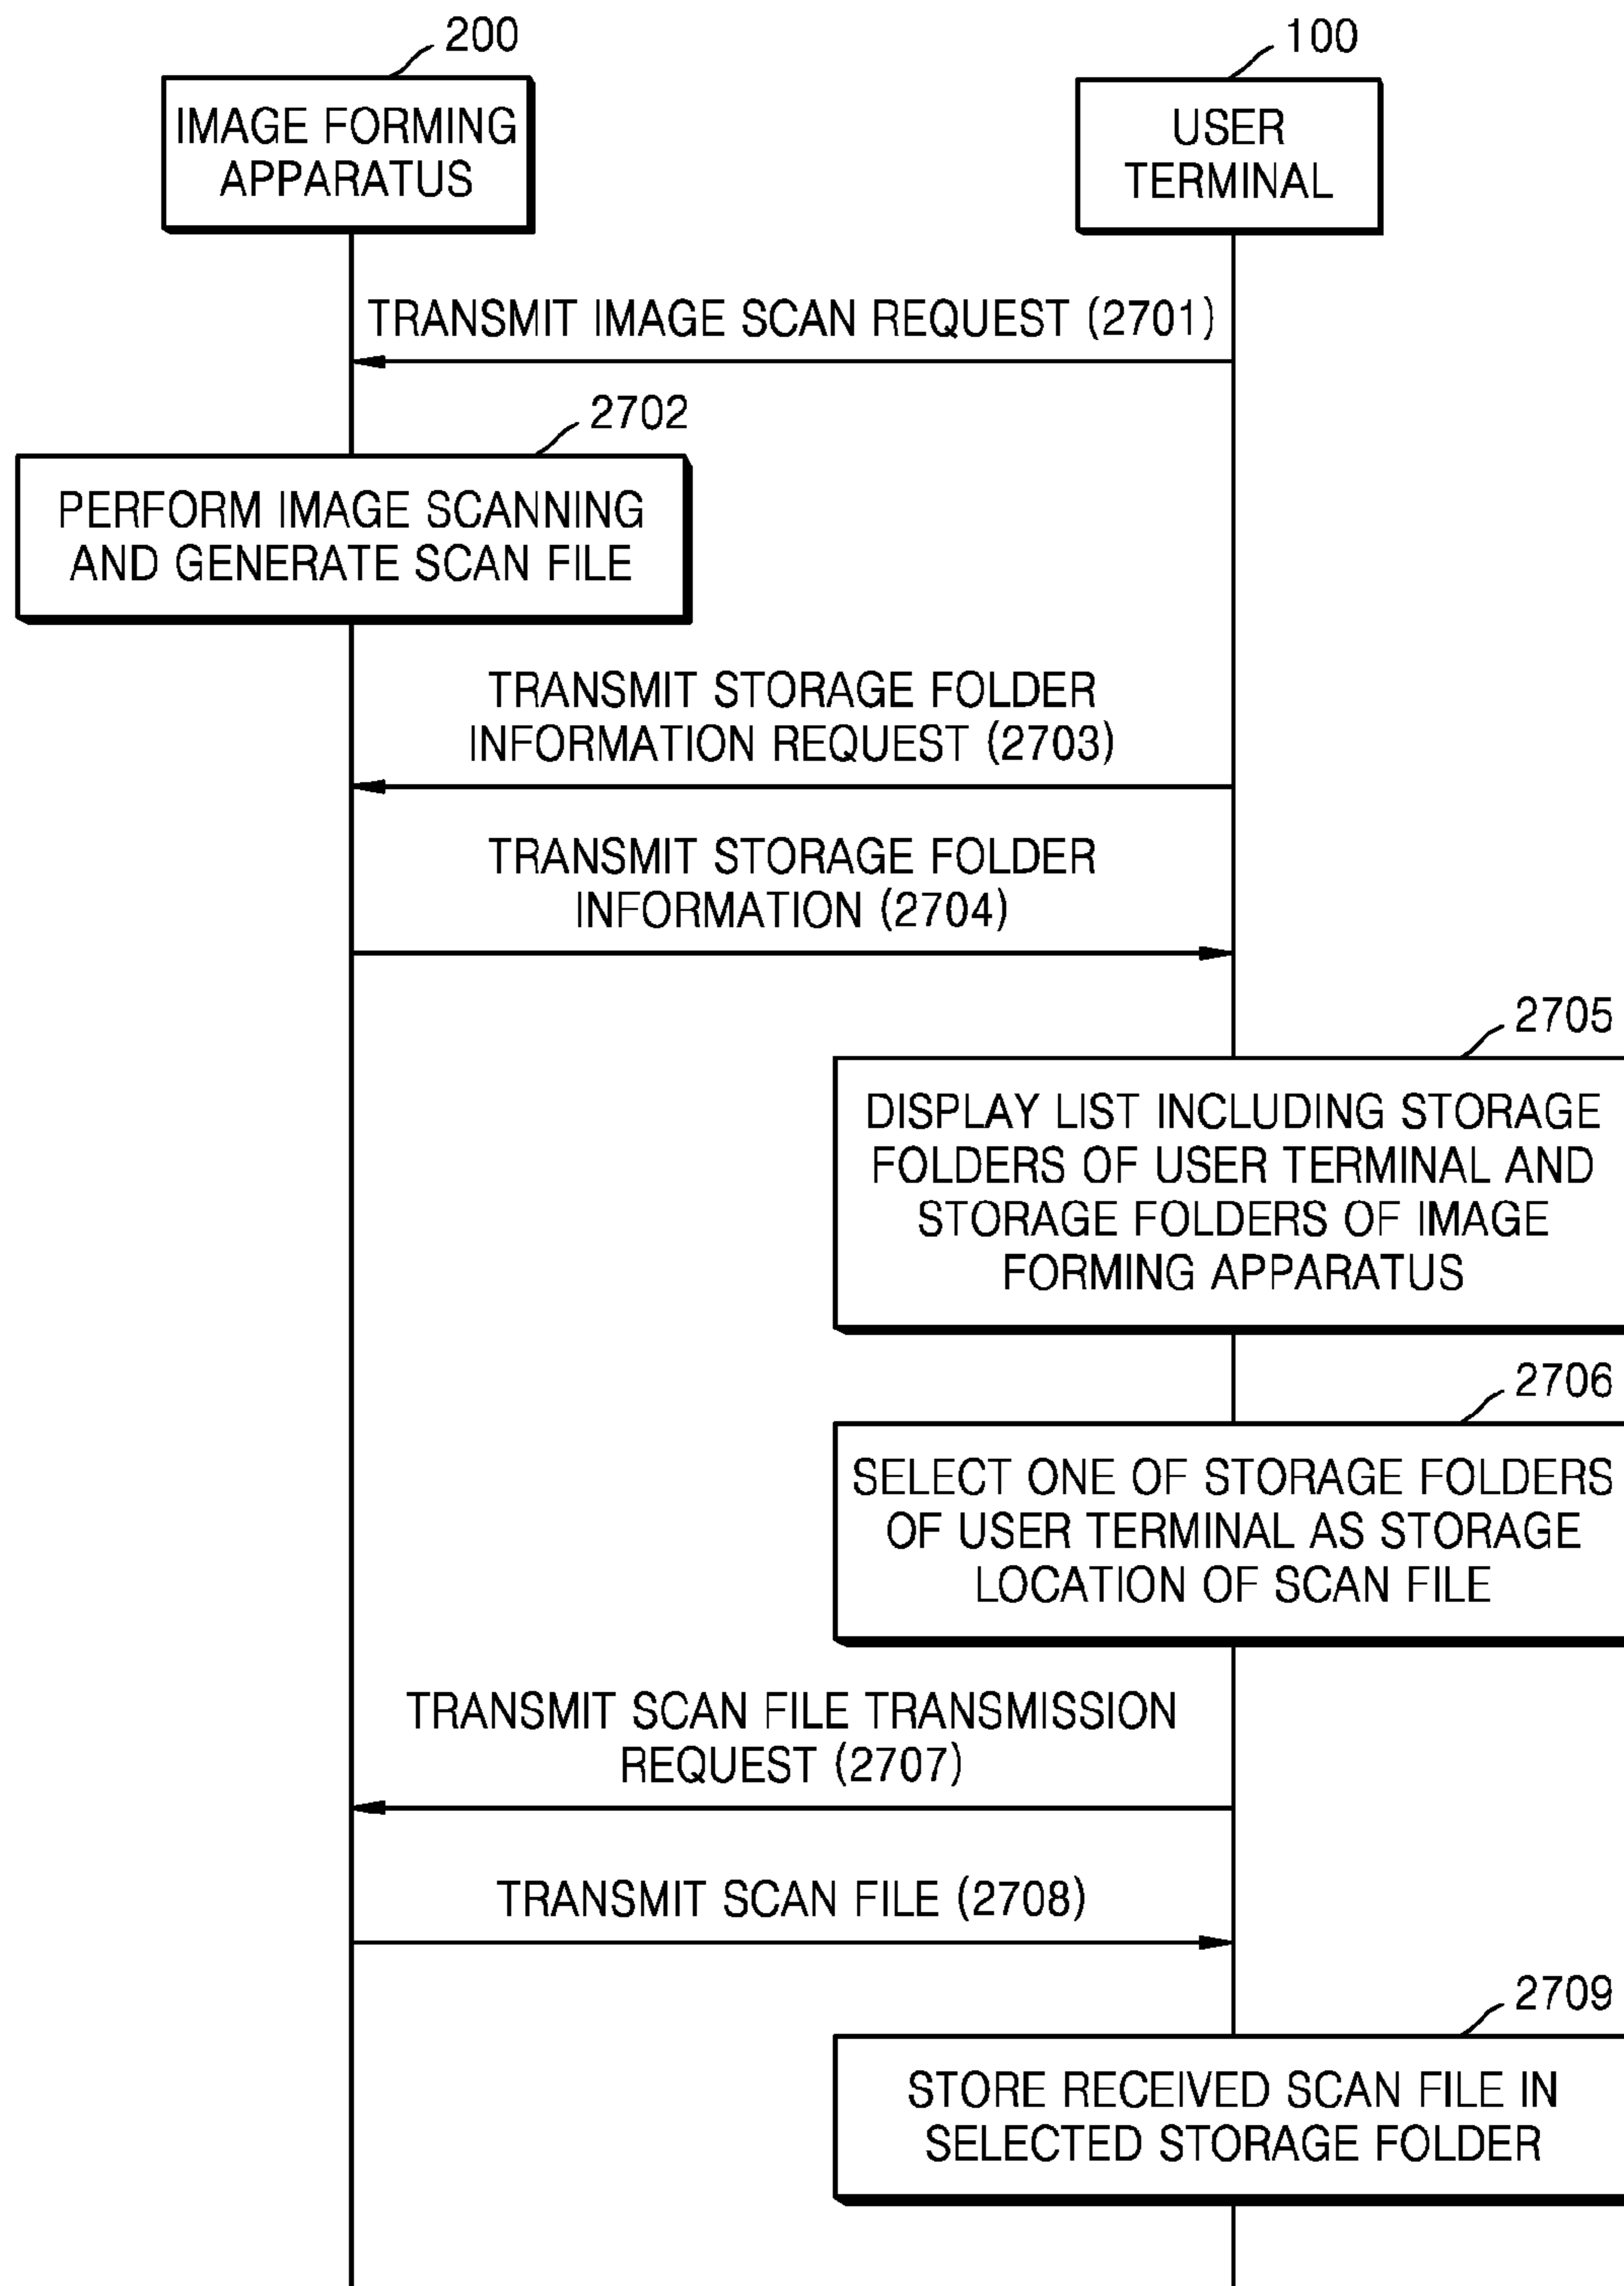 200
100
IMAGE FORMING
APPARATUS
USER
TERMINAL
TRANSMIT IMAGE SCAN REQUEST (2701)
2702
PERFORM IMAGE SCANNING
AND GENERATE SCAN FILE
TRANSMIT STORAGE FOLDER
INFORMATION REQUEST (2703)
TRANSMIT STORAGE FOLDER
INFORMATION (2704)
2705
DISPLAY LIST INCLUDING STORAGE
FOLDERS OF USER TERMINAL AND
STORAGE FOLDERS OF IMAGE
FORMING APPARATUS
2706
SELECT ONE OF STORAGE FOLDERS
OF USER TERMINAL AS STORAGE
LOCATION OF SCAN FILE
TRANSMIT SCAN FILE TRANSMISSION
REQUEST (2707)
TRANSMIT SCAN FILE (2708)
2709
STORE RECEIVED SCAN FILE IN
SELECTED STORAGE FOLDER